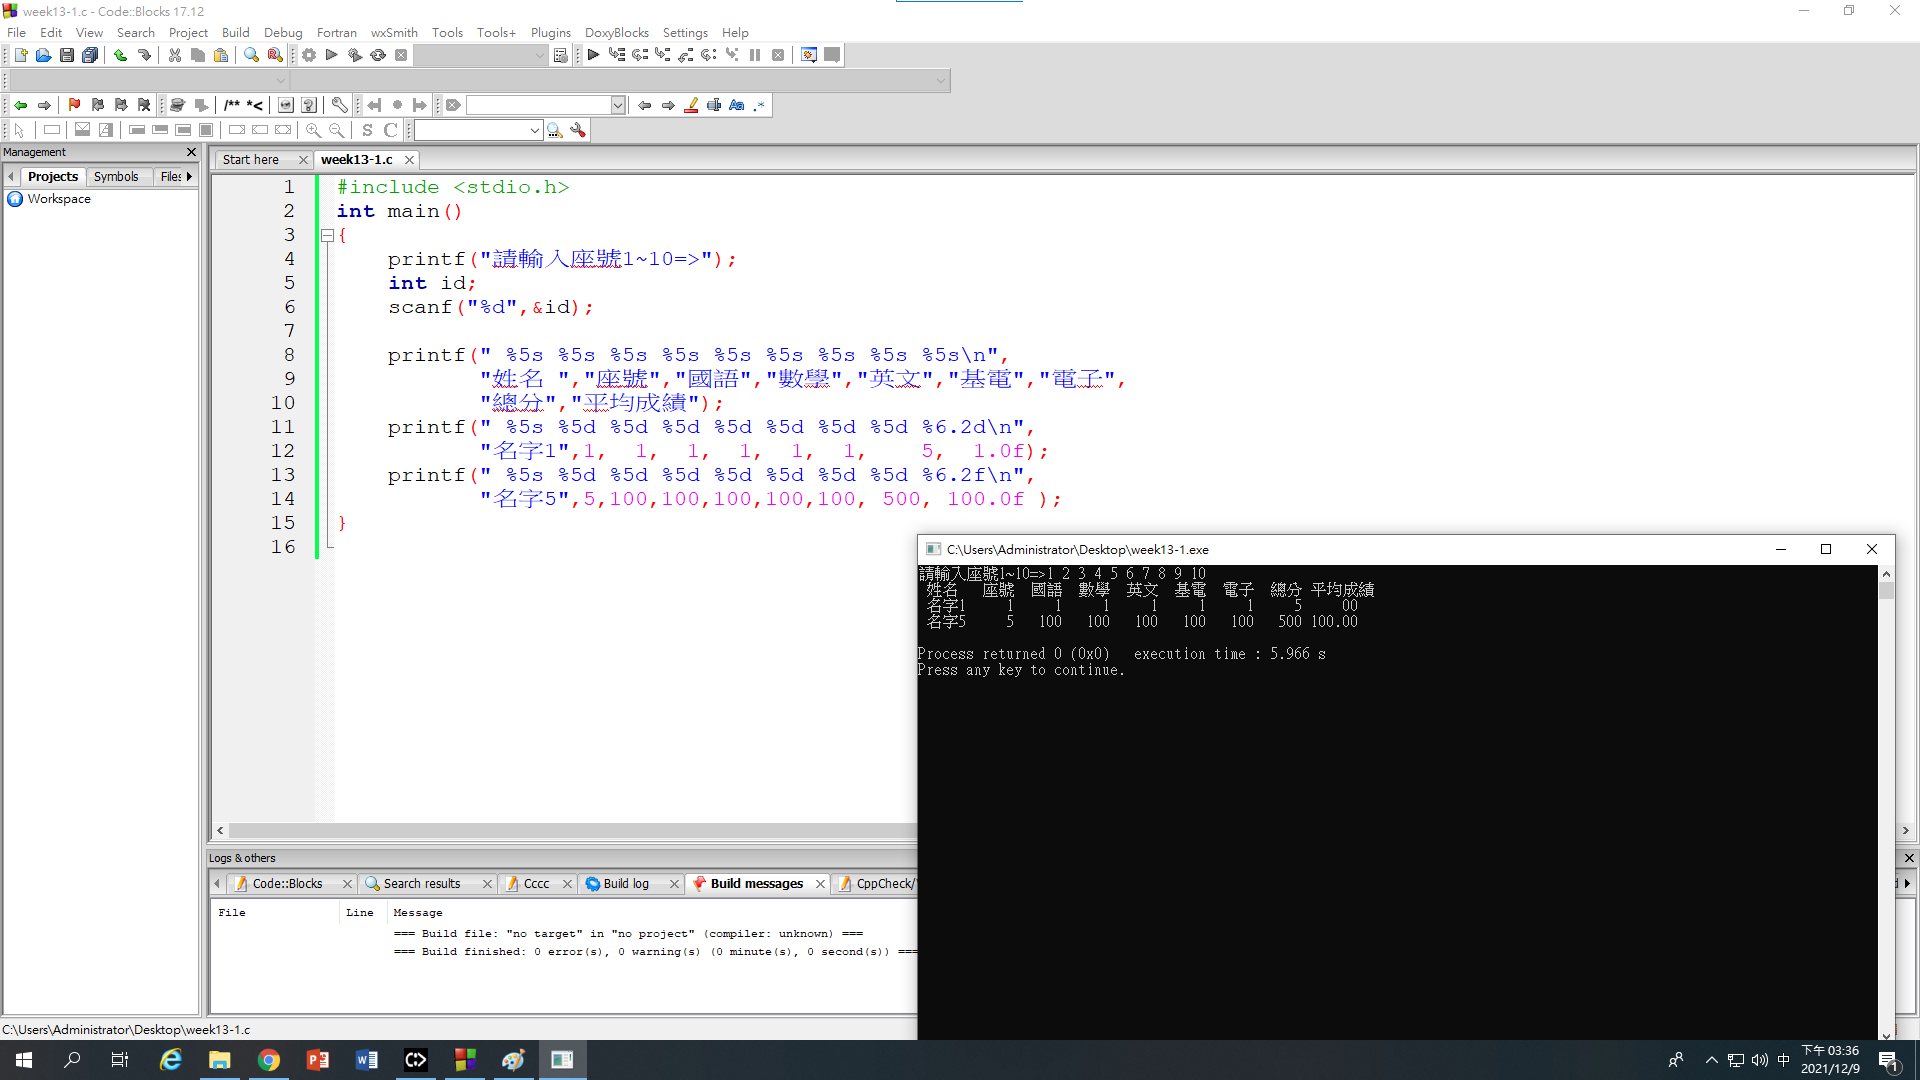 week13-1.c - Code::Blocks 17.12
File Edit View Search Project Build Debug Fortran wxSmith Tools Tools+ Plugins DoxyBlocks Settings Help
/** *<
S C
Management
Projects Symbols Files
Workspace
Start here week13-1.c
1 #include <stdio.h>
2 int main()
3 {
4 printf("請輸入座號1~10=>");
5 int id;
6 scanf("%d",&id);
7
8 printf(" %5s %5s %5s %5s %5s %5s %5s %5s %5s\n",
9 "姓名 ","座號","國語","數學","英文","基電","電子",
10 "總分","平均成績");
11 printf(" %5s %5d %5d %5d %5d %5d %5d %5d %6.2d\n",
12 "名字1",1, 1, 1, 1, 1, 1, 5, 1.0f);
13 printf(" %5s %5d %5d %5d %5d %5d %5d %5d %6.2f\n",
14 "名字5",5,100,100,100,100,100, 500, 100.0f );
15 }
16
C:\Users\Administrator\Desktop\week13-1.exe
請輸入座號1~10=>1 2 3 4 5 6 7 8 9 10
姓名 座號 國語 數學 英文 基電 電子 總分 平均成績
名字1 1 1 1 1 1 1 5 00
名字5 5 100 100 100 100 100 500 100.00
Process returned 0 (0x0) execution time : 5.966 s
Press any key to continue.
Logs & others
Code::Blocks Search results Cccc Build log Build messages CppCheck/
File Line Message
=== Build file: "no target" in "no project" (compiler: unknown) ===
=== Build finished: 0 error(s), 0 warning(s) (0 minute(s), 0 second(s)) ===
C:\Users\Administrator\Desktop\week13-1.c
中
下午 03:36
2021/12/9
1